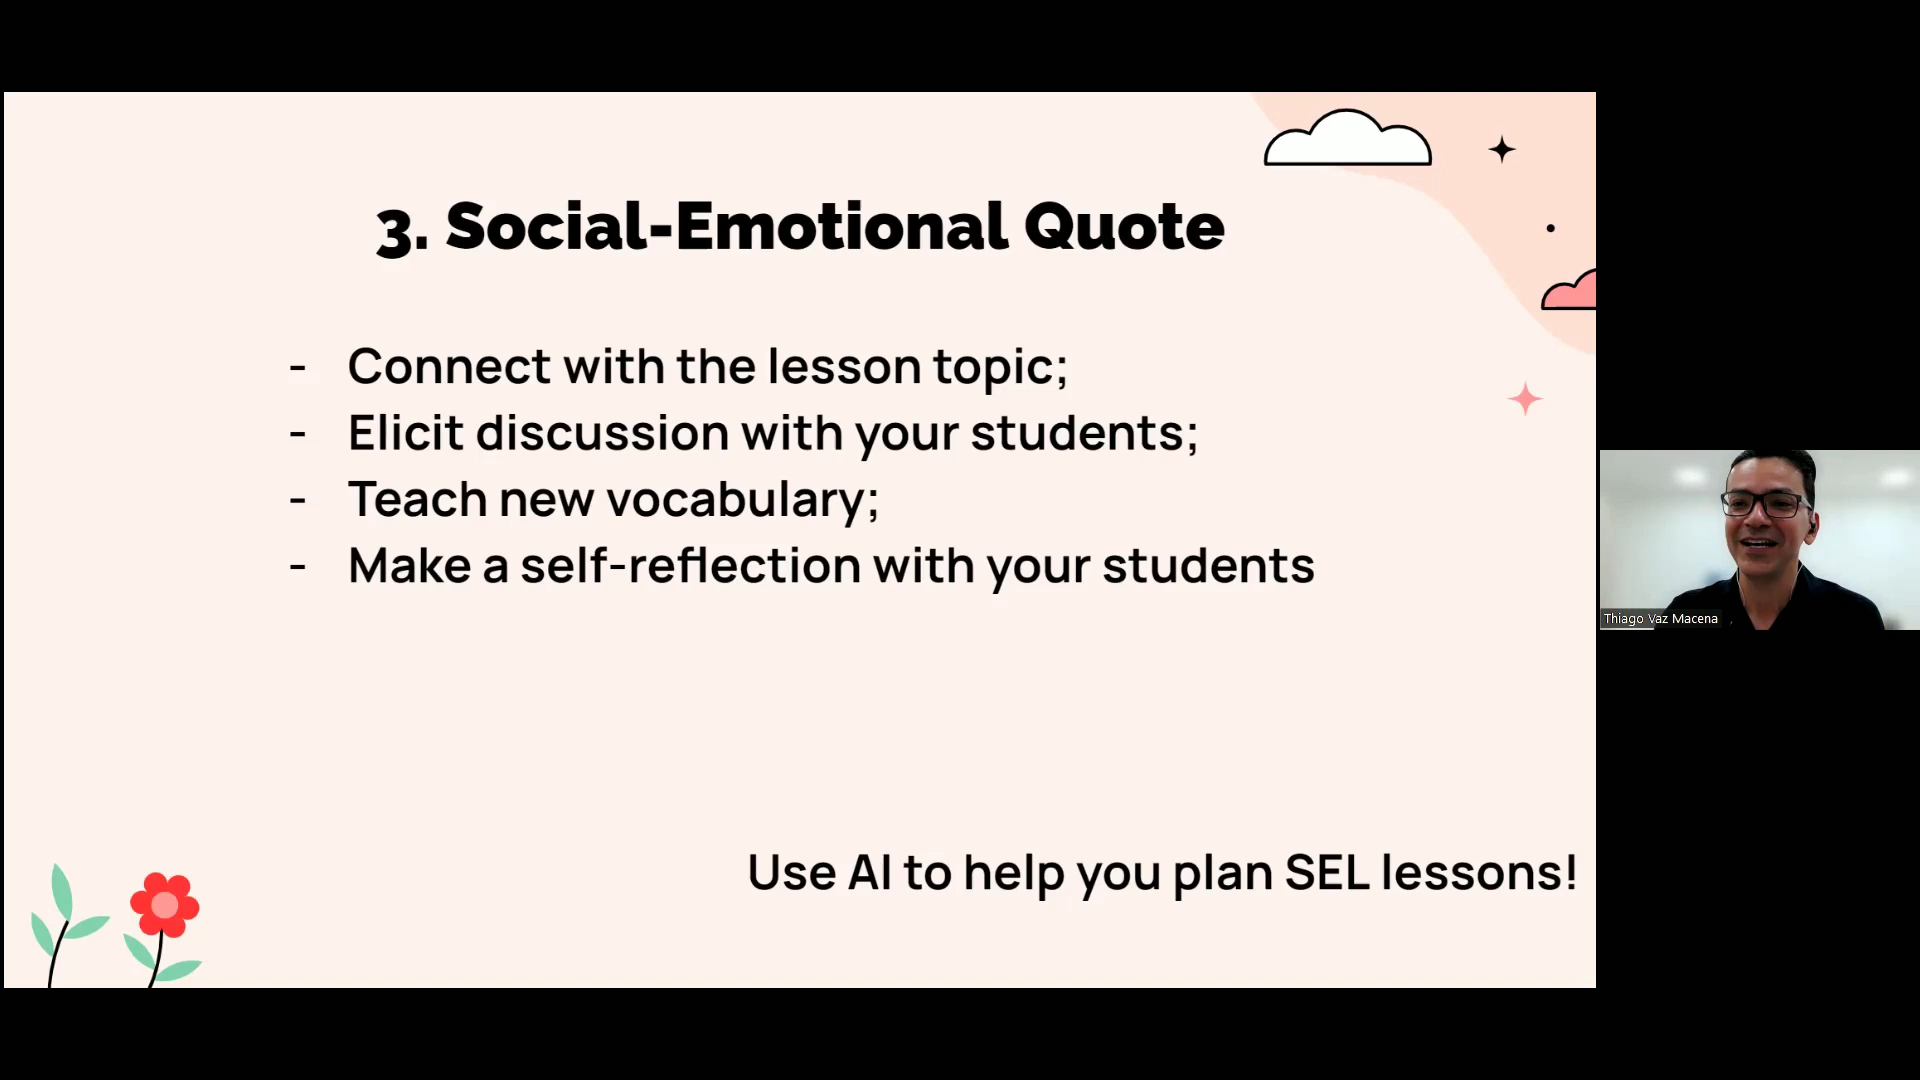 3. Social-Emotional Quote
- Connect with the lesson topic;
- Elicit discussion with your students;
- Teach new vocabulary;
- Make a self-reflection with your students
Use AI to help you plan SEL lessons!
Thiago Vaz Macena